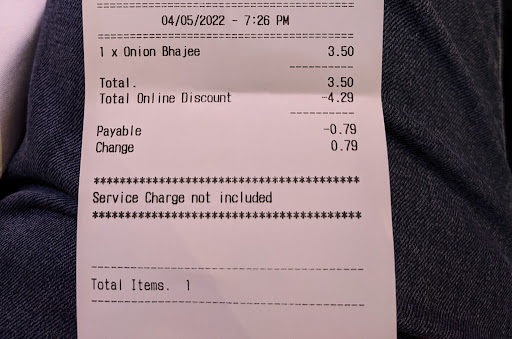 04/05/2022 - 7:26 PM
1 x Onion Bhajee 3.50
Total. 3.50
Total Online Discount -4.29
Payable -0.79
Change 0.79
****************************************
Service Charge not included
****************************************
Total Items. 1